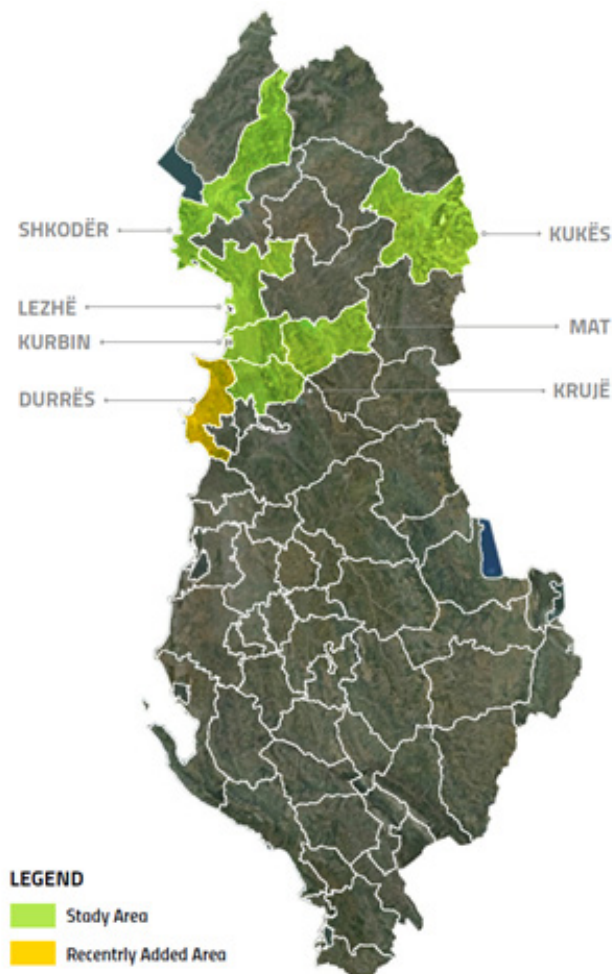 SHKODËR
KUKËS
LEZHË
KURBIN
MAT
DURRËS
KRUJË
LEGEND
Stady Area
Recentrly Added Area